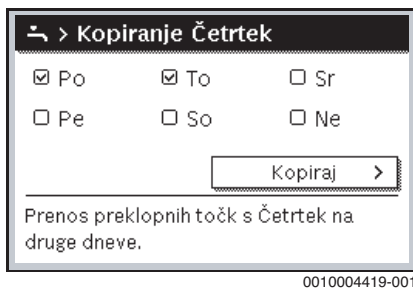 > Kopiranje Četrtek
Po To Sr
Pe So Ne
Kopiraj >
Prenos preklopnih točk s Četrtek na
druge dneve.
0010004419-001